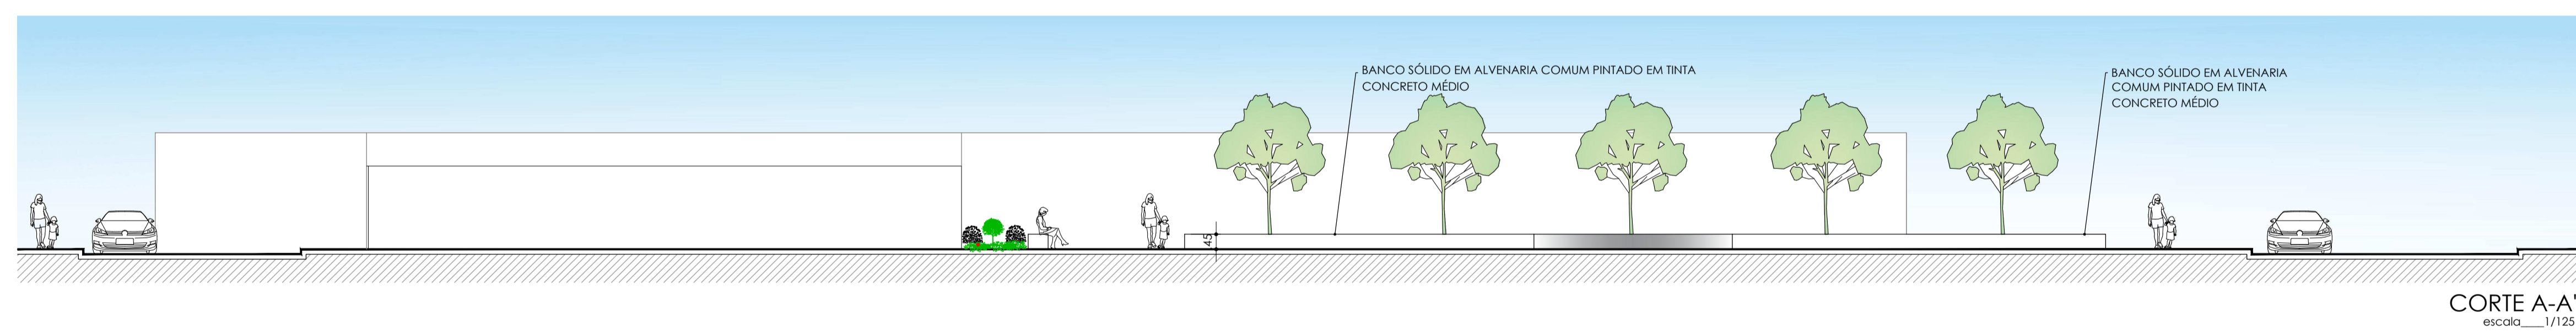 BANCO SÓLIDO EM ALVENARIA COMUM PINTADO EM TINTA
CONCRETO MÉDIO
BANCO SÓLIDO EM ALVENARIA
COMUM PINTADO EM TINTA
CONCRETO MÉDIO
45
CORTE A-A'
escala____1/125